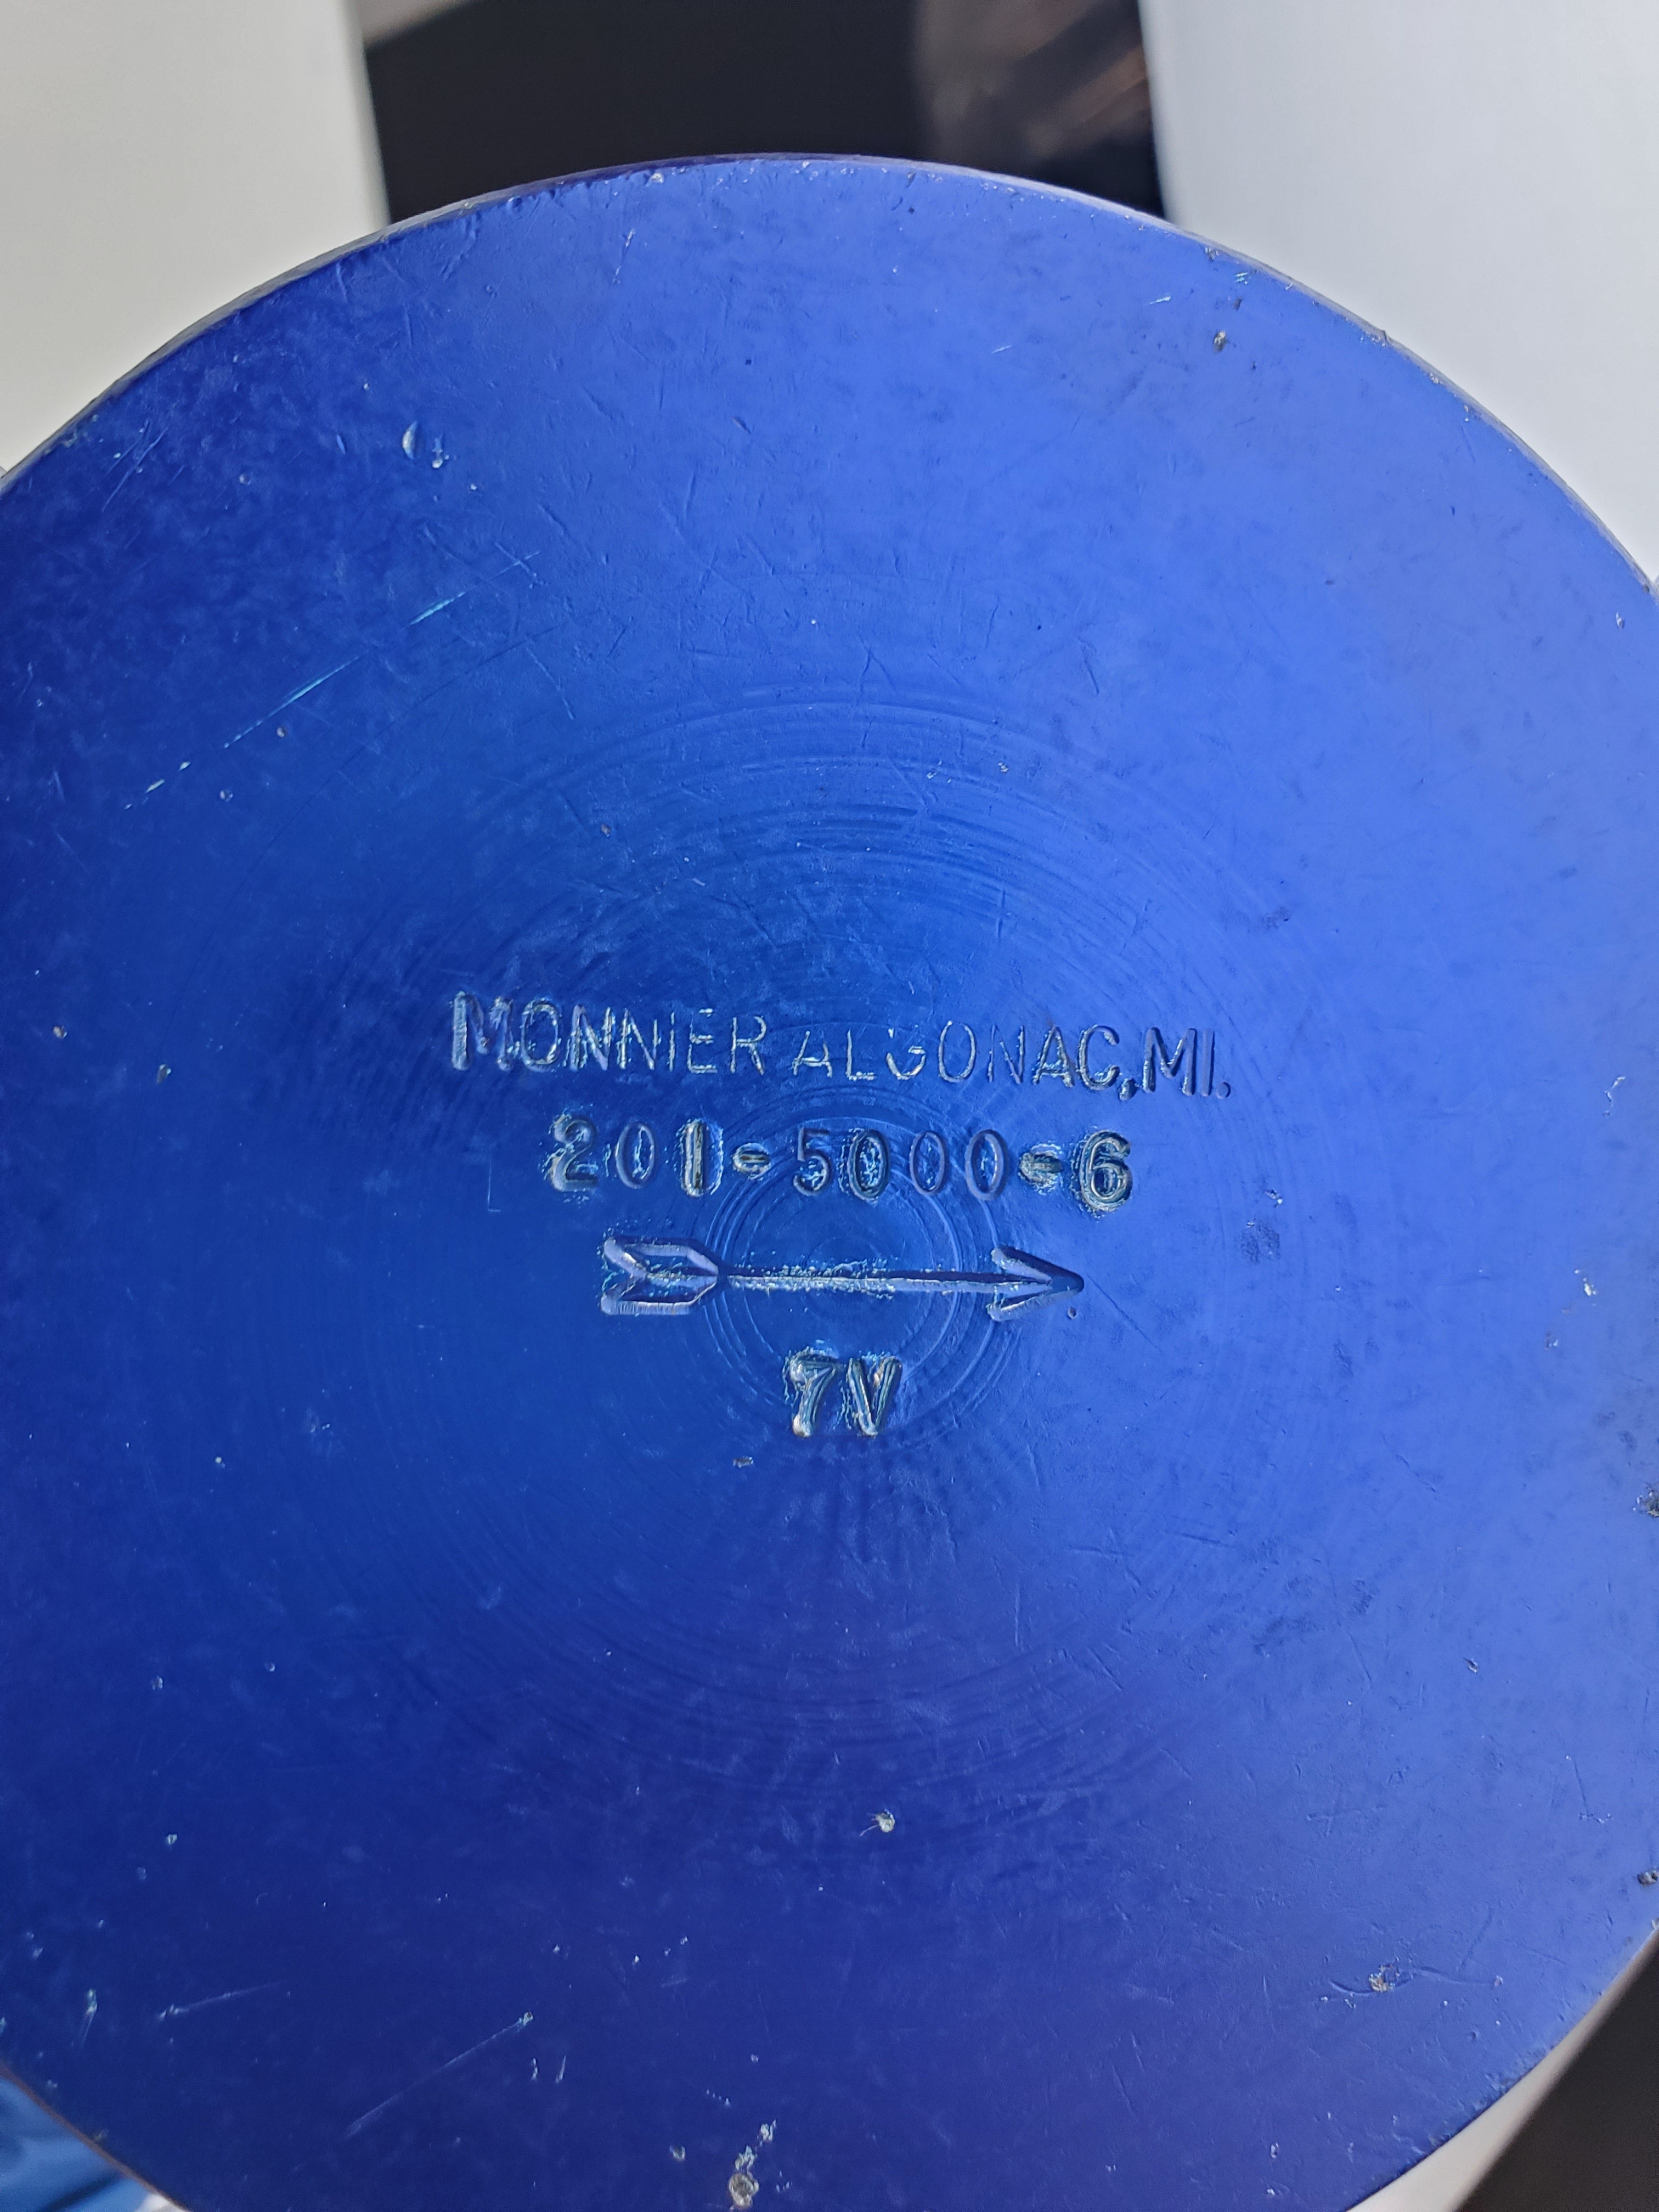 MONNIER ALGONAC, MI.
201-5000-6
7V